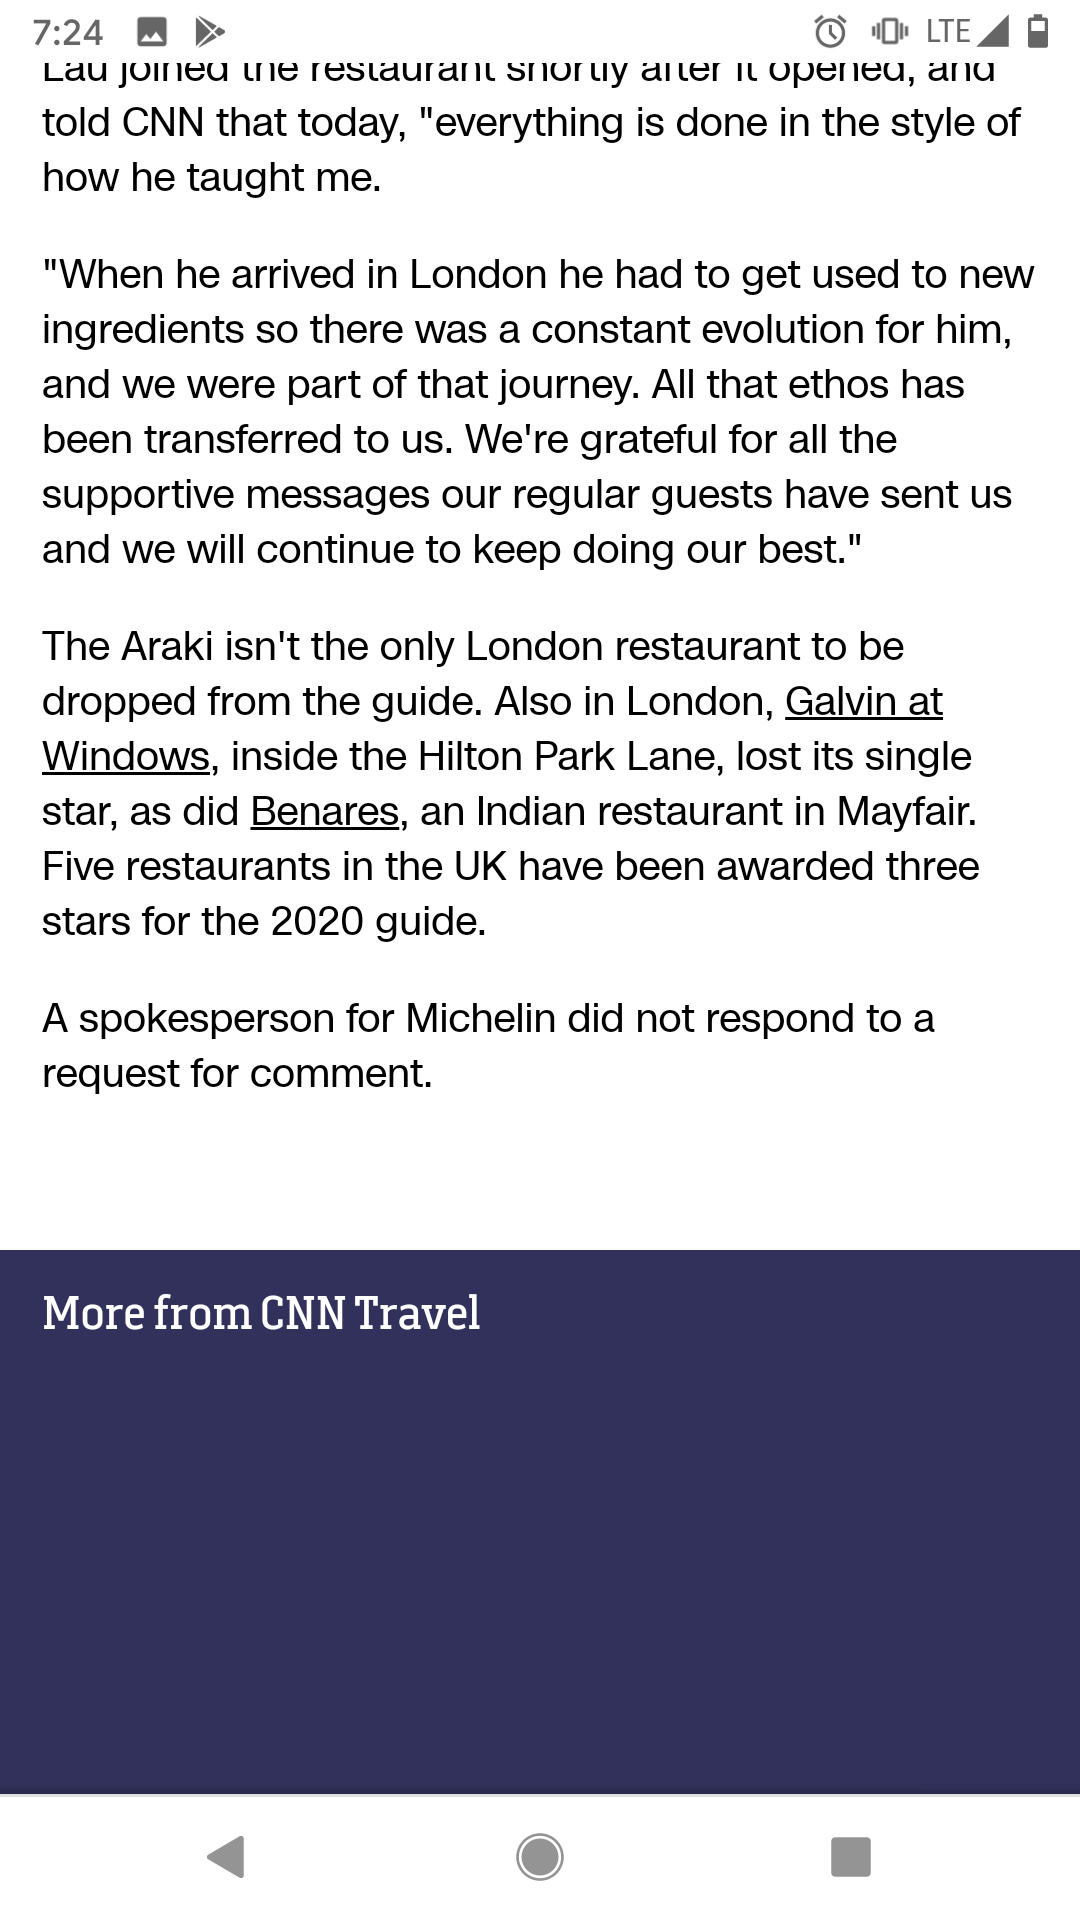 7:24 LTE
Lau joined the restaurant shortly after it opened, and
told CNN that today, "everything is done in the style of
how he taught me.
"When he arrived in London he had to get used to new
ingredients so there was a constant evolution for him,
and we were part of that journey. All that ethos has
been transferred to us. We're grateful for all the
supportive messages our regular guests have sent us
and we will continue to keep doing our best."
The Araki isn't the only London restaurant to be
dropped from the guide. Also in London, Galvin at
Windows, inside the Hilton Park Lane, lost its single
star, as did Benares, an Indian restaurant in Mayfair.
Five restaurants in the UK have been awarded three
stars for the 2020 guide.
A spokesperson for Michelin did not respond to a
request for comment.
More from CNN Travel